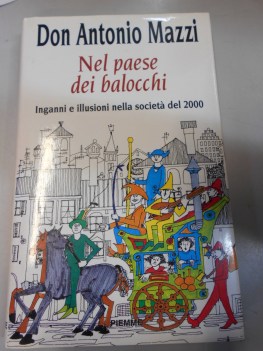 Don Antonio Mazzi
Nel paese
dei balocchi
Inganni e illusioni nella società del 2000
PIEMME